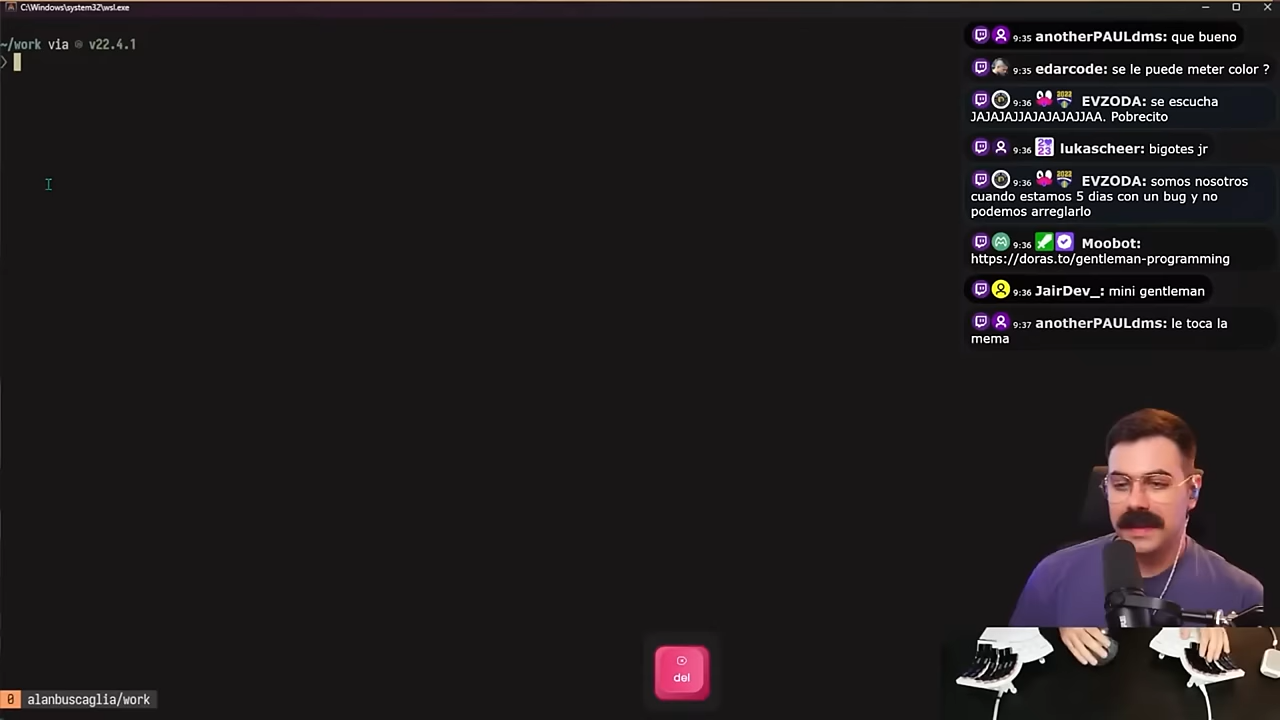 C:\Windows\system32\wsl.exe
~/work via v22.4.1
❯
9:35 anotherPAULdms: que bueno
9:35 edarcode: se le puede meter color ?
9:36 EVZODA: se escucha
JAJAJAJJAJAJAJAJJAA. Pobrecito
9:36 lukascheer: bigotes jr
9:36 EVZODA: somos nosotros
cuando estamos 5 dias con un bug y no
podemos arreglarlo
9:36 Moobot:
https://doras.to/gentleman-programming
9:36 JairDev_: mini gentleman
9:37 anotherPAULdms: le toca la
mema
del
0 alanbuscaglia/work